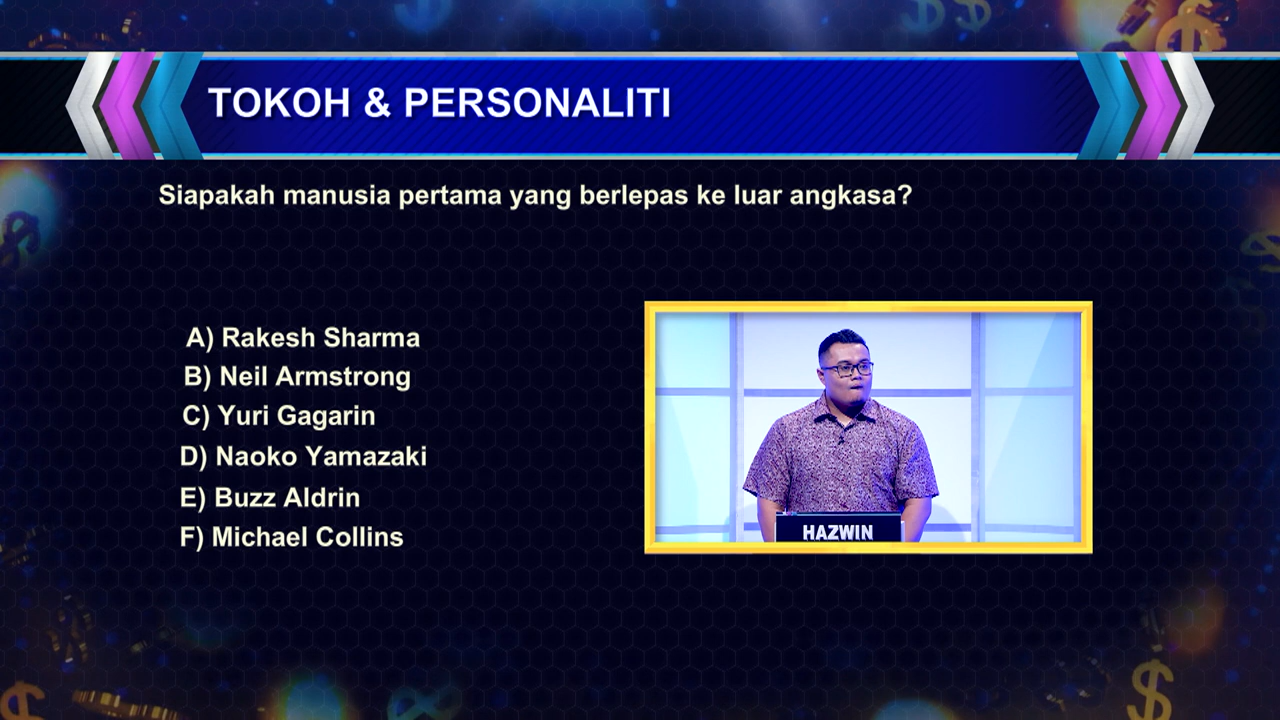 TOKOH & PERSONALITI
Siapakah manusia pertama yang berlepas ke luar angkasa?
A) Rakesh Sharma
B) Neil Armstrong
C) Yuri Gagarin
D) Naoko Yamazaki
E) Buzz Aldrin
F) Michael Collins
HAZWIN